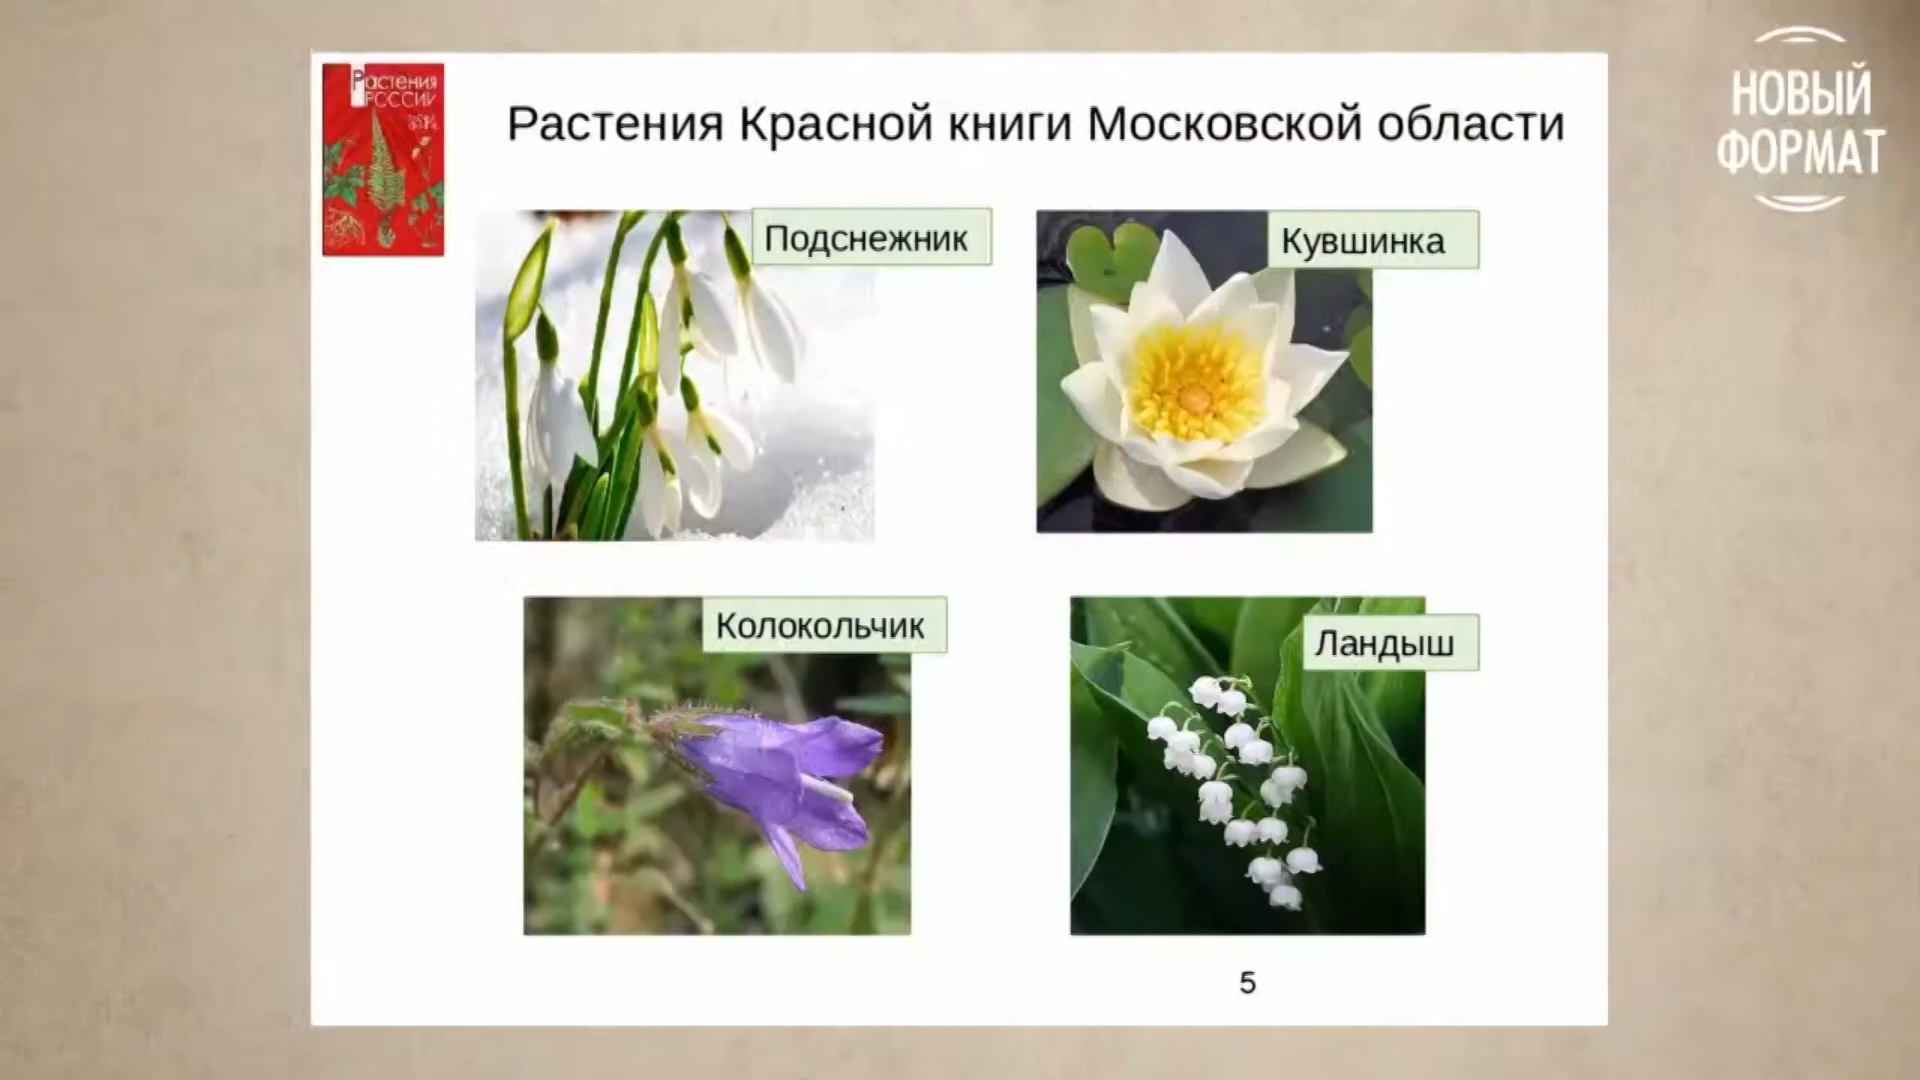 Растения
РОССИИ
Растения Красной книги Московской области
НОВЫЙ
ФОРМАТ
Подснежник
Кувшинка
Колокольчик
Ландыш
5